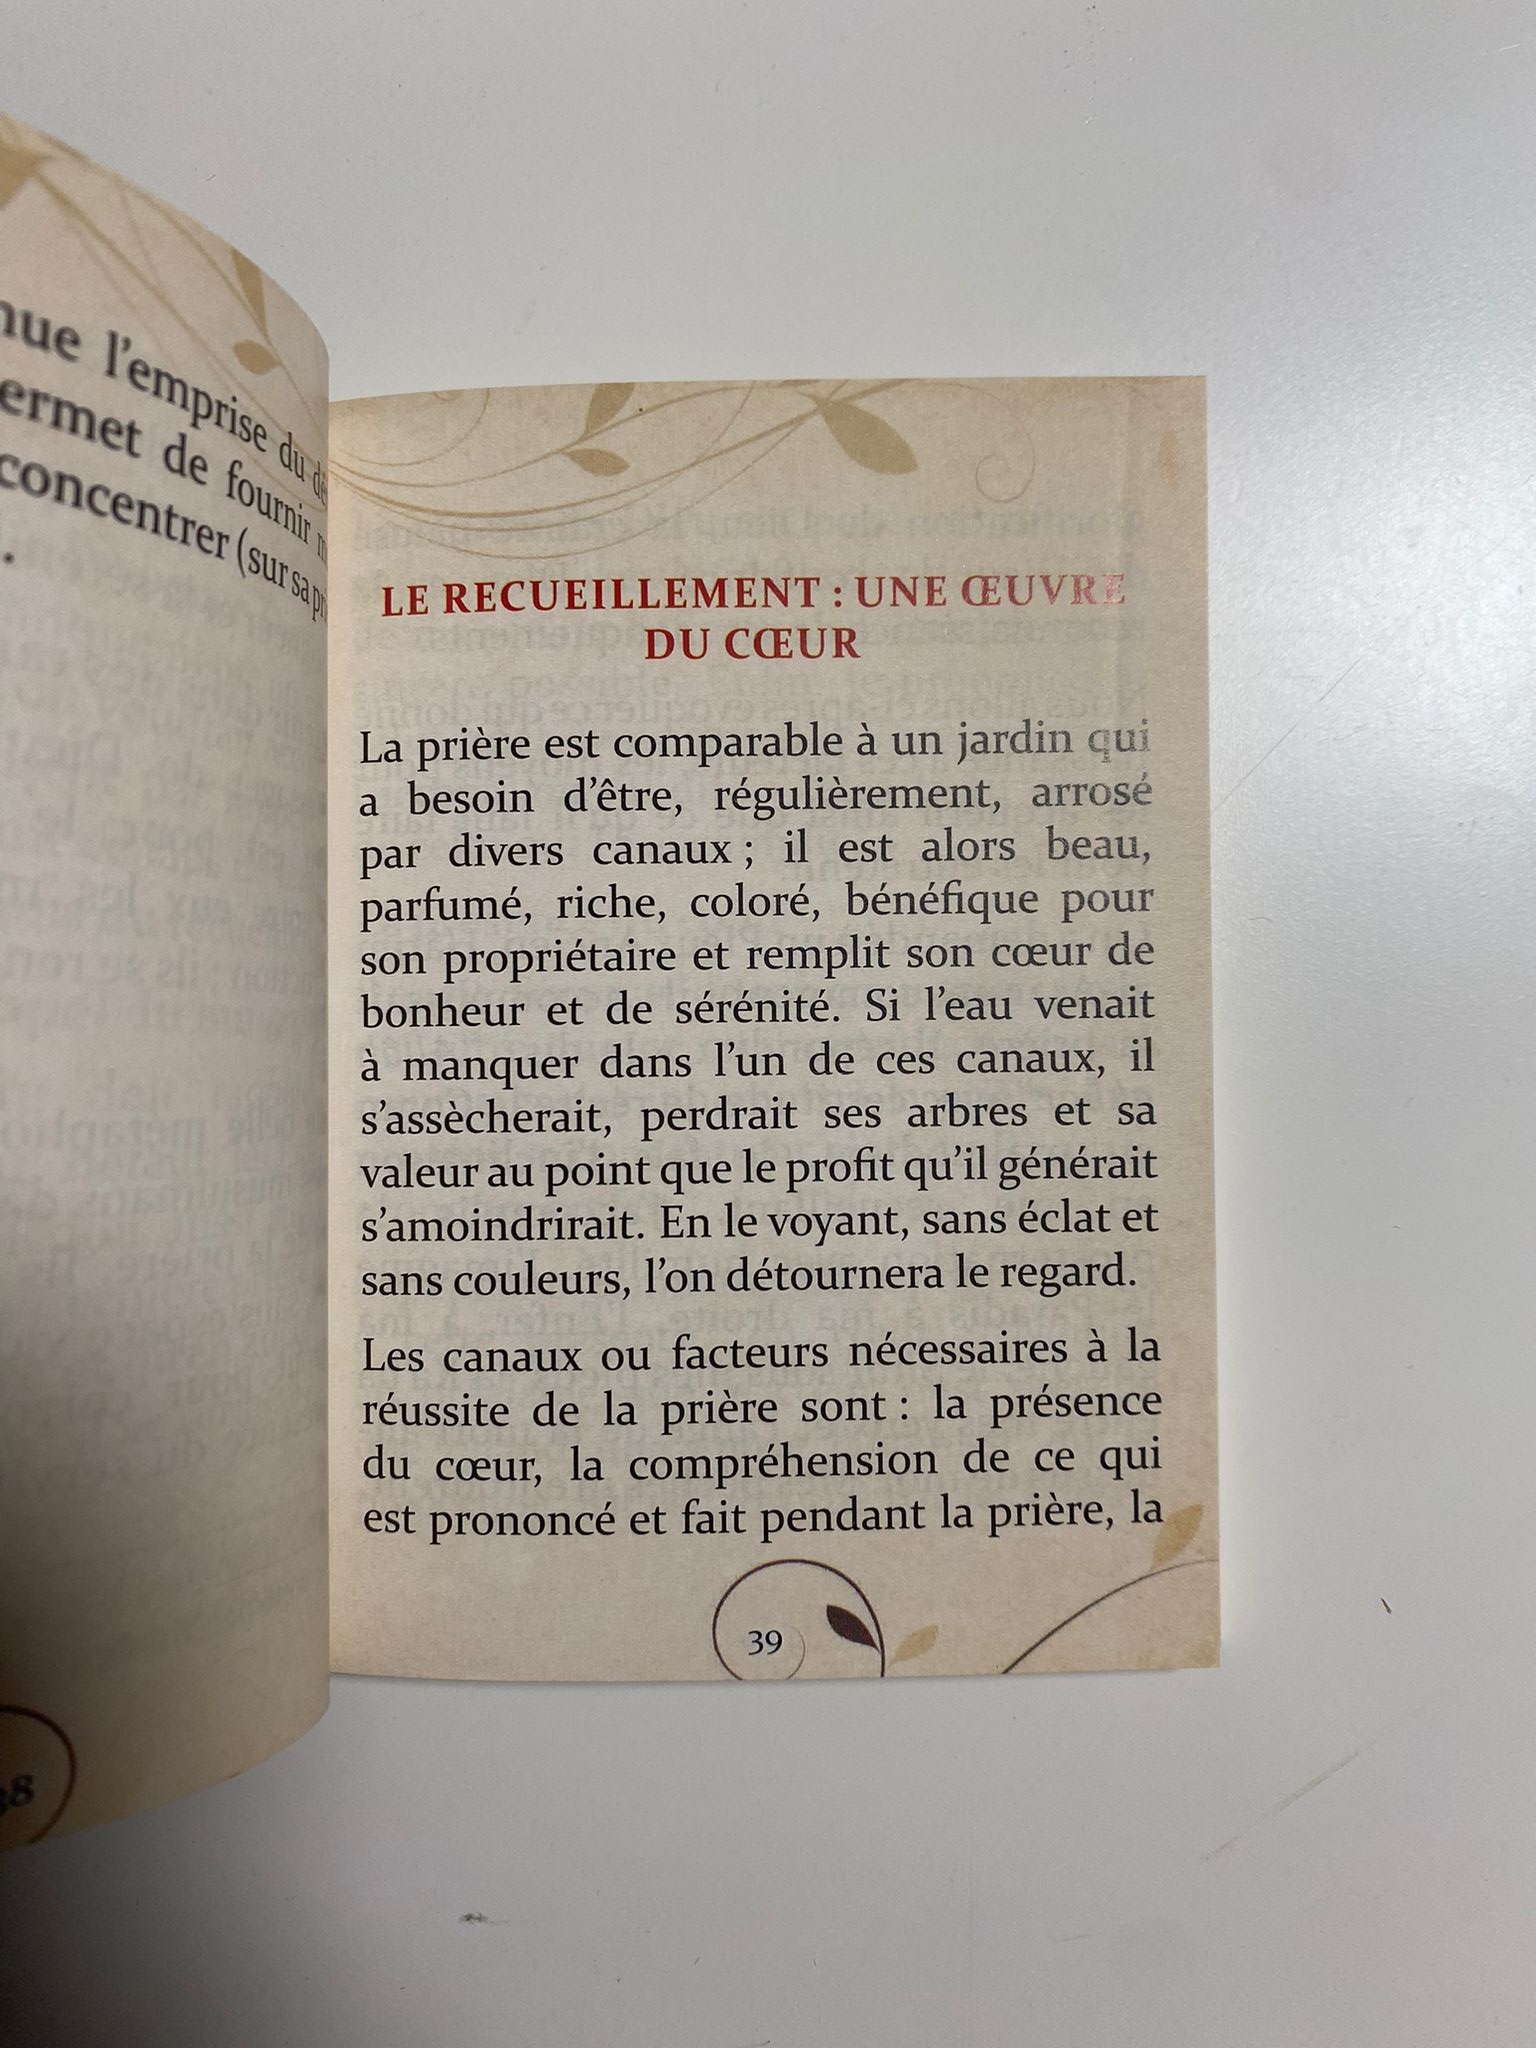 nue l'emprise du
ermet de fournir
concentrer (sur sa
.
38
LE RECUEILLEMENT : UNE ŒUVRE
DU CŒUR
La prière est comparable à un jardin qui
a besoin d'être, régulièrement, arrosé
par divers canaux ; il est alors beau,
parfumé, riche, coloré, bénéfique pour
son propriétaire et remplit son cœur de
bonheur et de sérénité. Si l'eau venait
à manquer dans l'un de ces canaux, il
s'assècherait, perdrait ses arbres et sa
valeur au point que le profit qu'il générait
s'amoindrirait. En le voyant, sans éclat et
sans couleurs, l'on détournera le regard.
Les canaux ou facteurs nécessaires à la
réussite de la prière sont : la présence
du cœur, la compréhension de ce qui
est prononcé et fait pendant la prière, la
39